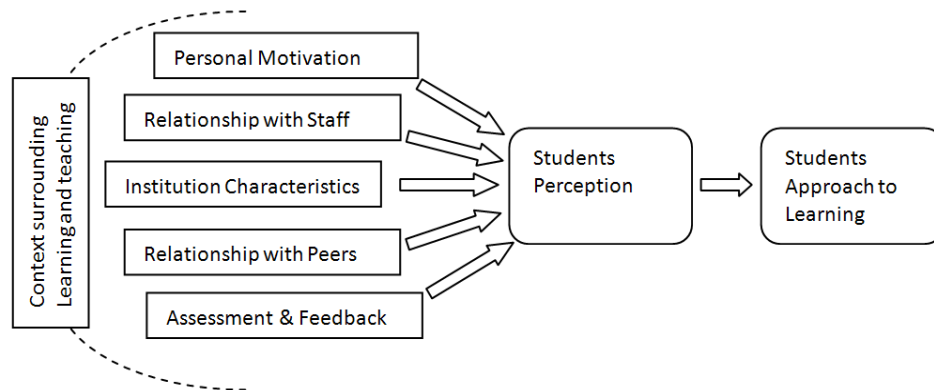 Context surrounding
Learning and teaching
Personal Motivation
Relationship with Staff
Institution Characteristics
Relationship with Peers
Assessment & Feedback
Students
Perception
Students
Approach to
Learning